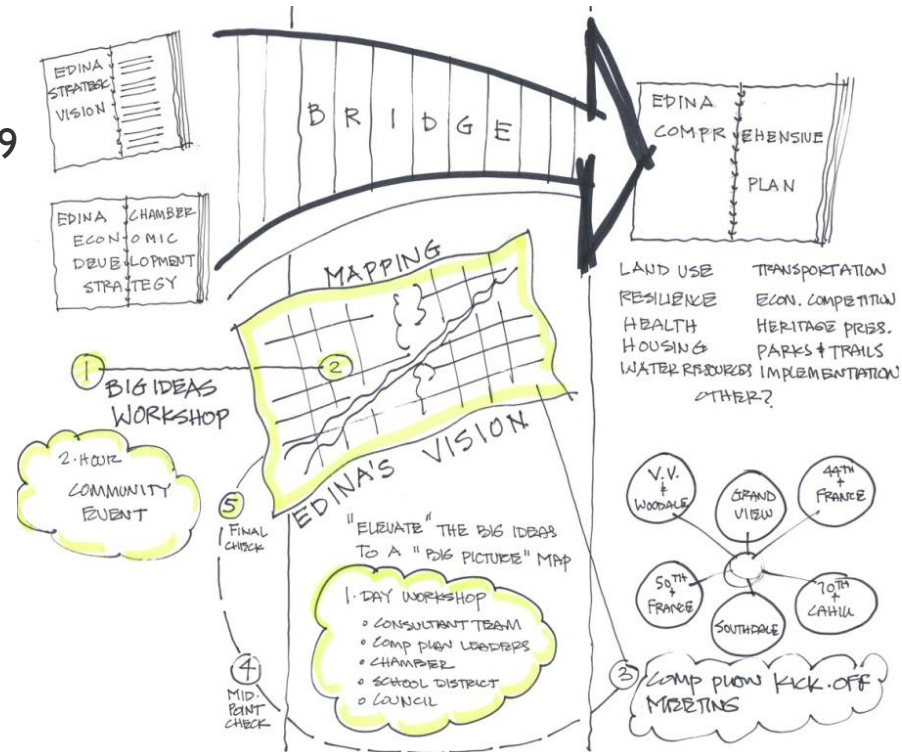 9
EDINA
STRATEGIC
VISION
EDINA CHAMBER
ECONOMIC
DEVELOPMENT
STRATEGY
BRIDGE
EDINA
COMPREHENSIVE
PLAN
LAND USE
RESILIENCE
HEALTH
HOUSING
WATER RESOURCES
TRANSPORTATION
ECON. COMPETITION
HERITAGE PRES.
PARKS & TRAILS
IMPLEMENTATION
OTHER?
MAPPING
EDINA'S VISION
1
BIG IDEAS
WORKSHOP
2
2·HOUR
COMMUNITY
EVENT
5
FINAL
CHECK
"ELEVATE" THE BIG IDEAS
TO A "BIG PICTURE" MAP
1·DAY WORKSHOP
• CONSULTANT TEAM
• COMP PLAN LEADERS
• CHAMBER
• SCHOOL DISTRICT
• COUNCIL
4
MID.
POINT
CHECK
V.V.
&
WOODALE
GRAND
VIEW
44TH
+
FRANCE
50TH
+
FRANCE
SOUTHDALE
70TH
+
CAHILL
3
COMP PLAN KICK·OFF
MEETING